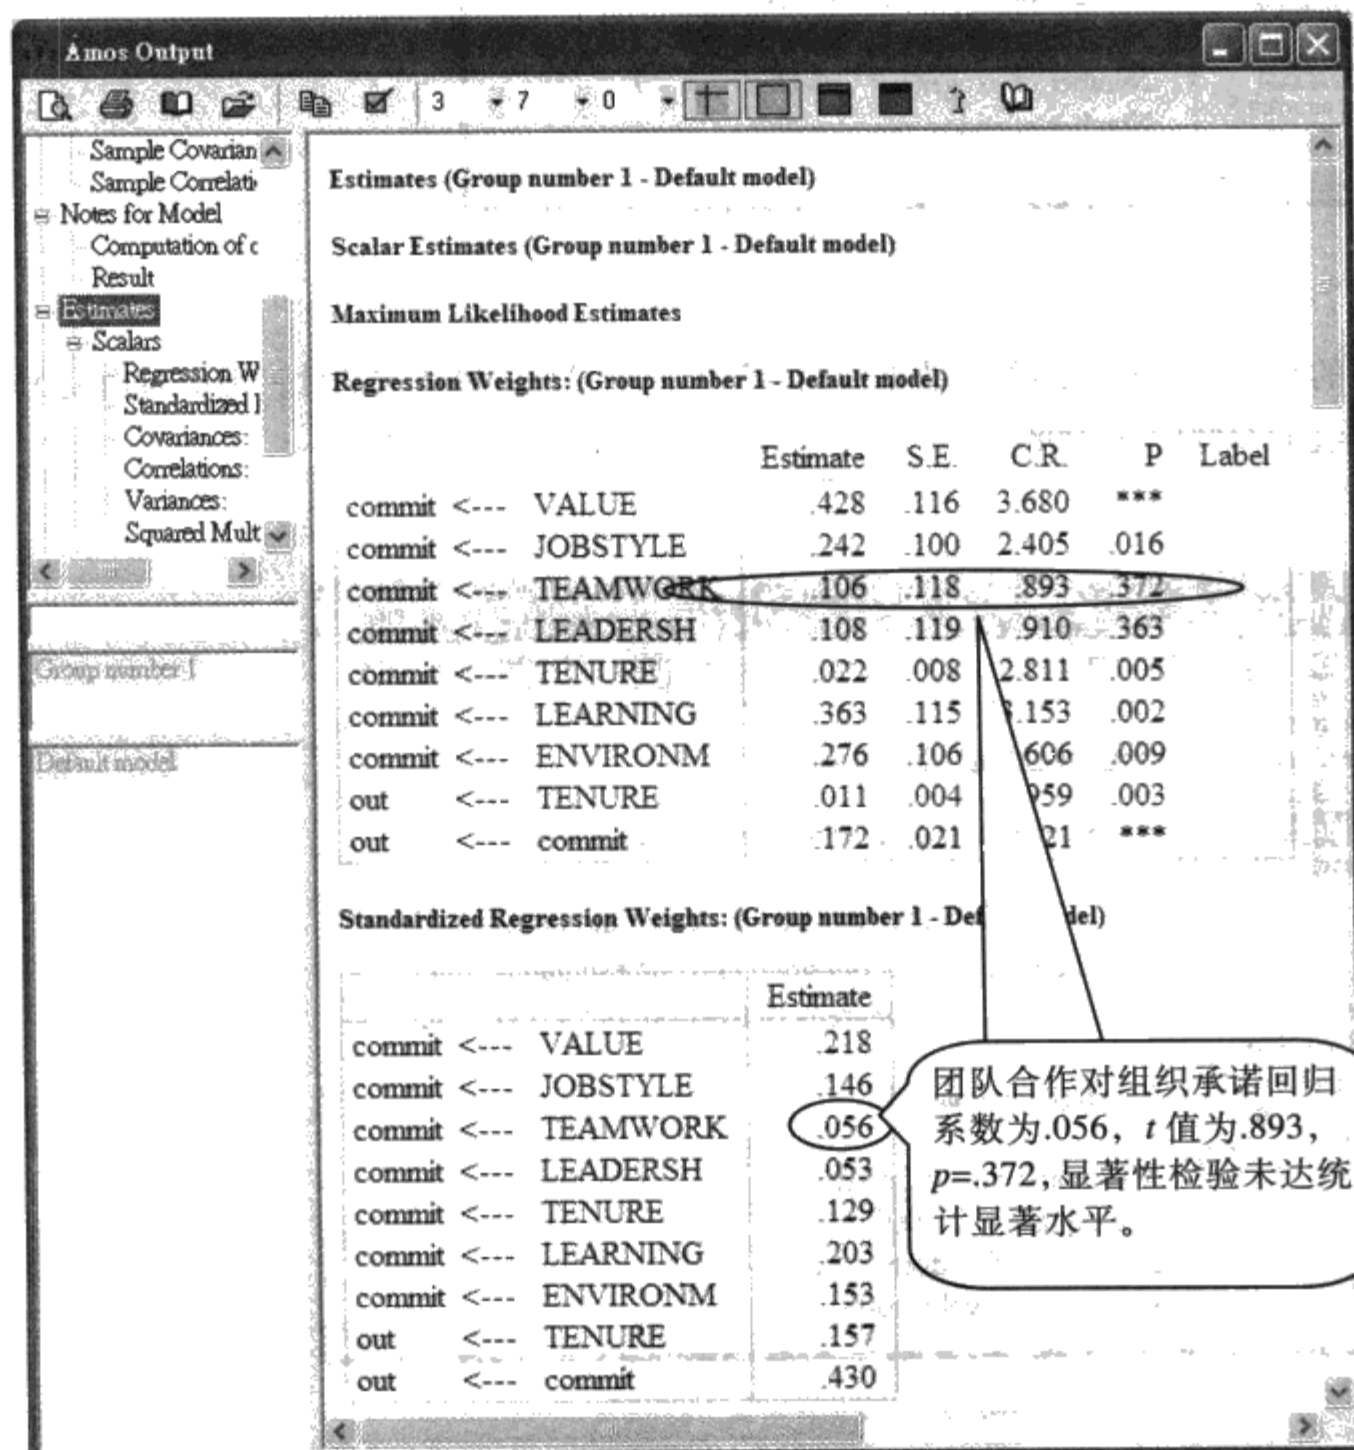 Amos Output
3 7 0
Sample Covarian
Sample Correlati
Notes for Model
Computation of c
Result
Estimates
Scalars
Regression W
Standardized
Covariances:
Correlations:
Variances:
Squared Mult
Group number 1
Default model
Estimates (Group number 1 - Default model)
Scalar Estimates (Group number 1 - Default model)
Maximum Likelihood Estimates
Regression Weights: (Group number 1 - Default model)
Estimate S.E. C.R. P Label
commit <--- VALUE .428 .116 3.680 ***
commit <--- JOBSTYLE .242 .100 2.405 .016
commit <--- TEAMWORK .106 .118 .893 .372
commit <--- LEADERSH .108 .119 .910 .363
commit <--- TENURE .022 .008 2.811 .005
commit <--- LEARNING .363 .115 .153 .002
commit <--- ENVIRONM .276 .106 .606 .009
out <--- TENURE .011 .004 959 .003
out <--- commit .172 .021 21 ***
Standardized Regression Weights: (Group number 1 - Def del)
Estimate
commit <--- VALUE .218
commit <--- JOBSTYLE .146
commit <--- TEAMWORK .056
commit <--- LEADERSH .053
commit <--- TENURE .129
commit <--- LEARNING .203
commit <--- ENVIRONM .153
out <--- TENURE .157
out <--- commit .430
团队合作对组织承诺回归
系数为.056，t 值为.893，
p=.372，显著性检验未达统
计显著水平。